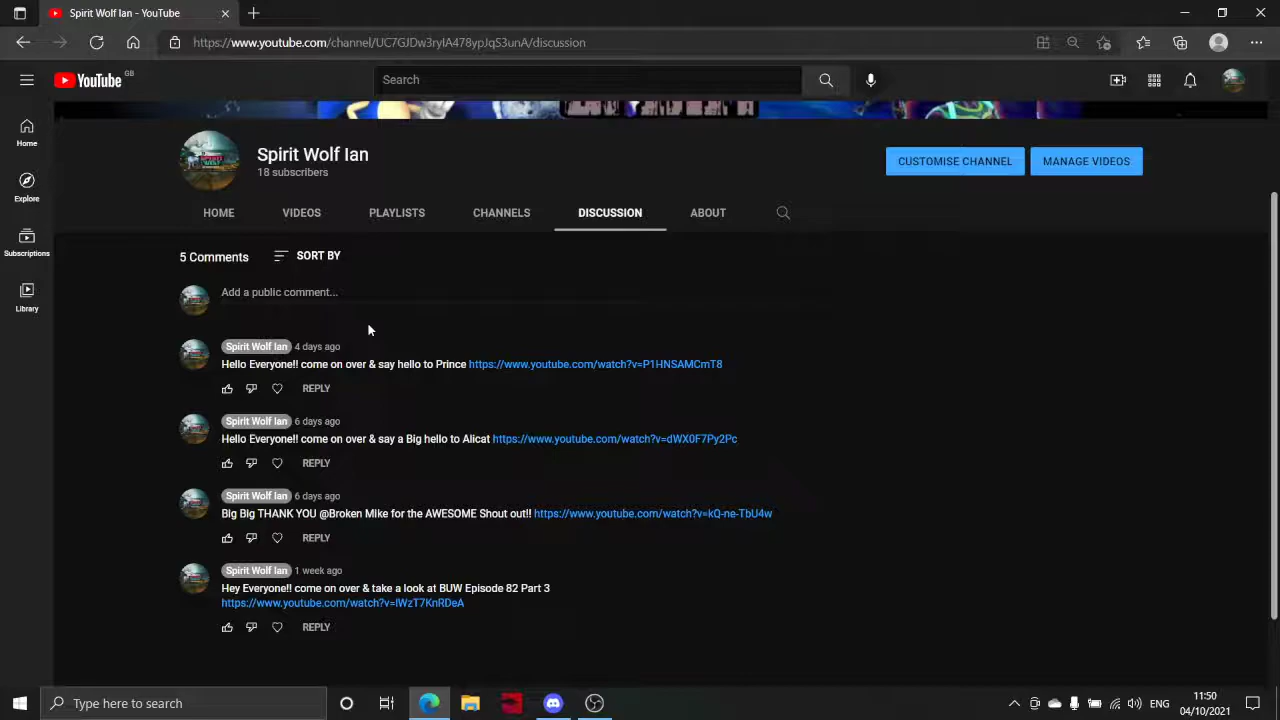 Spirit Wolf Ian - YouTube
https://www.youtube.com/channel/UC7GJDw3ryIA478ypJqS3unA/discussion
YouTube GB
Search
Home
Explore
Subscriptions
Library
Spirit Wolf Ian
18 subscribers
CUSTOMISE CHANNEL
MANAGE VIDEOS
HOME VIDEOS PLAYLISTS CHANNELS DISCUSSION ABOUT
5 Comments SORT BY
Add a public comment...
Spirit Wolf Ian 4 days ago
Hello Everyone!! come on over & say hello to Prince https://www.youtube.com/watch?v=P1HNSAMCmT8
REPLY
Spirit Wolf Ian 6 days ago
Hello Everyone!! come on over & say a Big hello to Alicat https://www.youtube.com/watch?v=dWX0F7Py2Pc
REPLY
Spirit Wolf Ian 6 days ago
Big Big THANK YOU @Broken Mike for the AWESOME Shout out!! https://www.youtube.com/watch?v=kQ-ne-TbU4w
REPLY
Spirit Wolf Ian 1 week ago
Hey Everyone!! come on over & take a look at BUW Episode 82 Part 3
https://www.youtube.com/watch?v=lWzT7KnRDeA
REPLY
Type here to search
ENG
11:50
04/10/2021